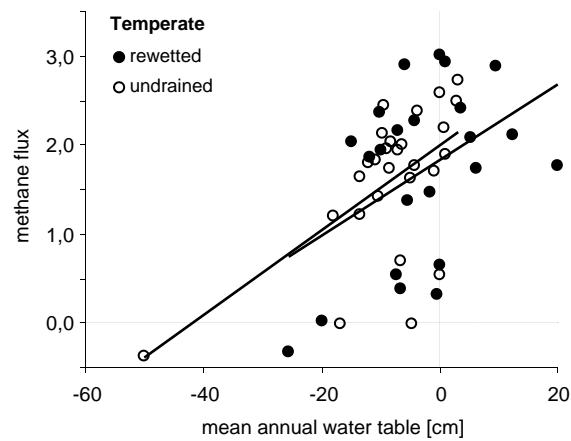 Temperate
rewetted
undrained
3,0
2,0
1,0
0,0
methane flux
-60
-40
-20
0
20
mean annual water table [cm]